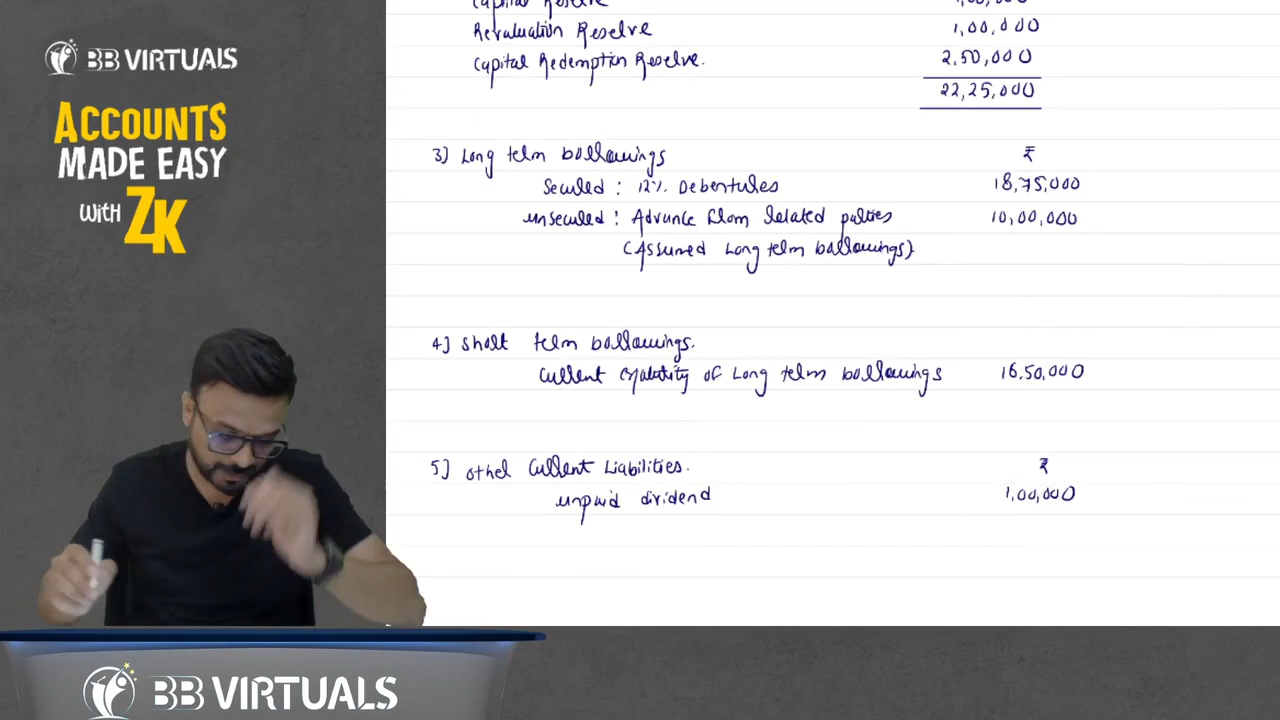 BB VIRTUALS
ACCOUNTS
MADE EASY
WITH ZK
Capital Reserve
Revaluation Reserve 1,00,000
Capital Redemption Reserve. 2,50,000
22,25,000
3) Long term borrowings ₹
Secured : 12% Debentures 18,75,000
unsecured : Advance from related parties 10,00,000
(Assumed Long term borrowings)
4] Short term borrowings.
Current maturity of Long term borrowings 16,50,000
5] Other Current Liabilities. ₹
unpaid dividend 1,00,000
BB VIRTUALS